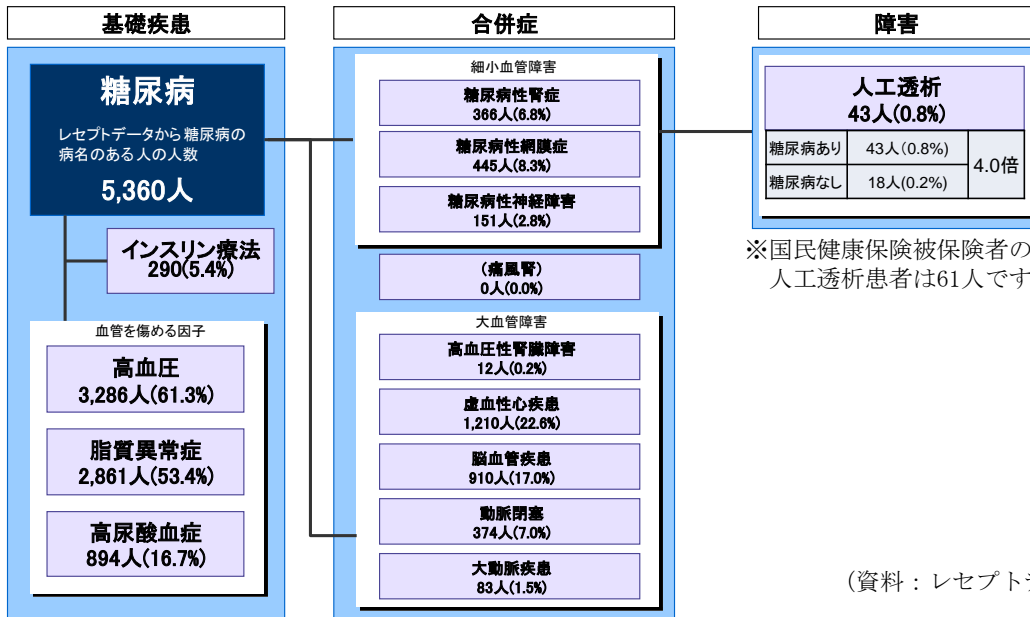 基礎疾患
糖尿病
レセプトデータから糖尿病の
病名のある人の人数
5,360人
インスリン療法
290(5.4%)
血管を傷める因子
高血圧
3,286人(61.3%)
脂質異常症
2,861人(53.4%)
高尿酸血症
894人(16.7%)
合併症
細小血管障害
糖尿病性腎症
366人(6.8%)
糖尿病性網膜症
445人(8.3%)
糖尿病性神経障害
151人(2.8%)
(痛風腎)
0人(0.0%)
大血管障害
高血圧性腎臓障害
12人(0.2%)
虚血性心疾患
1,210人(22.6%)
脳血管疾患
910人(17.0%)
動脈閉塞
374人(7.0%)
大動脈疾患
83人(1.5%)
障害
人工透析
43人(0.8%)
糖尿病あり 43人(0.8%) 4.0倍
糖尿病なし 18人(0.2%)
※国民健康保険被保険者の
人工透析患者は61人です
(資料：レセプト